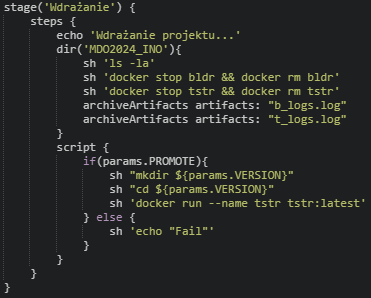 stage('Wdrażanie') {
    steps {
        echo 'Wdrażanie projektu...'
        dir('MDO2024_INO'){
            sh 'ls -la'
            sh 'docker stop bldr && docker rm bldr'
            sh 'docker stop tstr && docker rm tstr'
            archiveArtifacts artifacts: "b_logs.log"
            archiveArtifacts artifacts: "t_logs.log"
        }
        script {
            if(params.PROMOTE){
                sh "mkdir ${params.VERSION}"
                sh "cd ${params.VERSION}"
                sh 'docker run --name tstr tstr:latest'
            } else {
                sh 'echo "Fail"'
            }
        }
    }
}